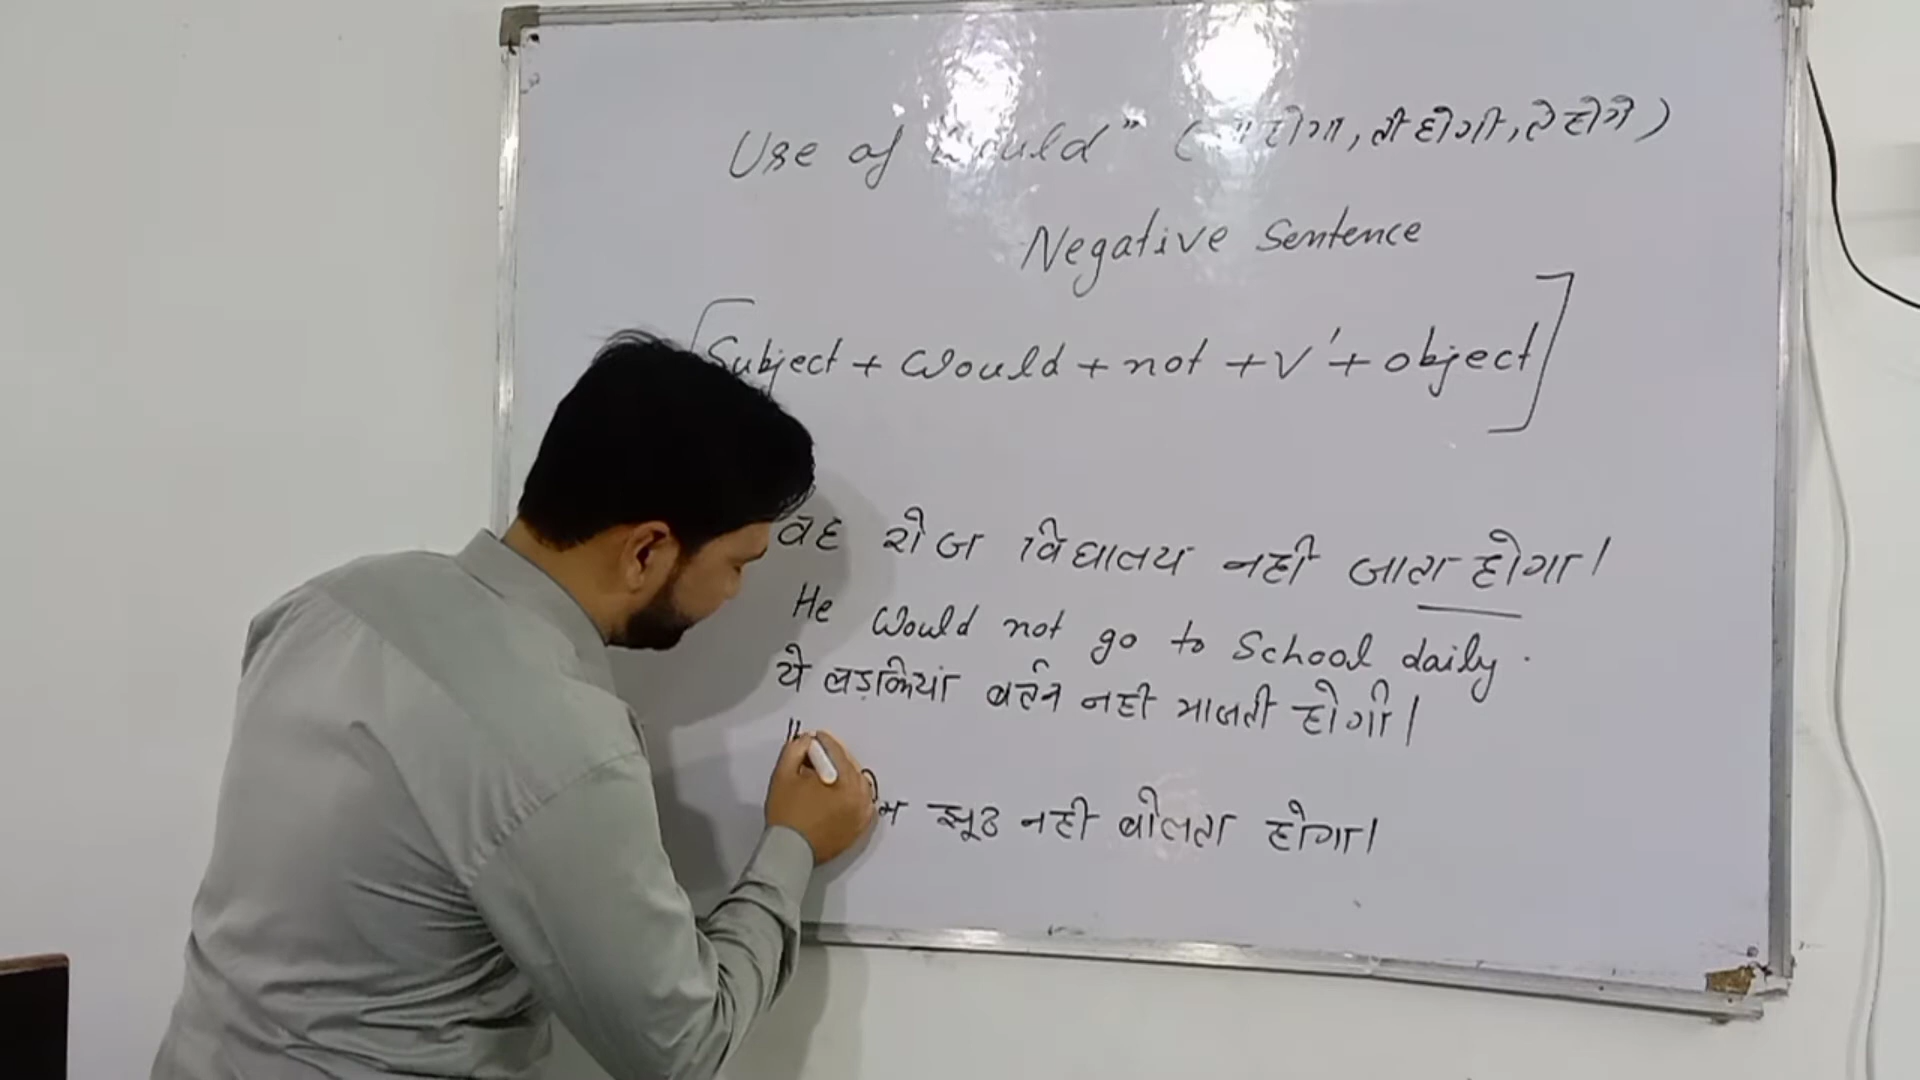 Use of "Would" ( ता होगा, ती होगी, ते होगे )
Negative Sentence
[Subject + Would + not + V' + object]
वह रोज विद्यालय नही जाता होगा।
He Would not go to School daily.
ये लड़कियां बर्तन नही माजती होगी।
झूठ नही बोलता होगा।